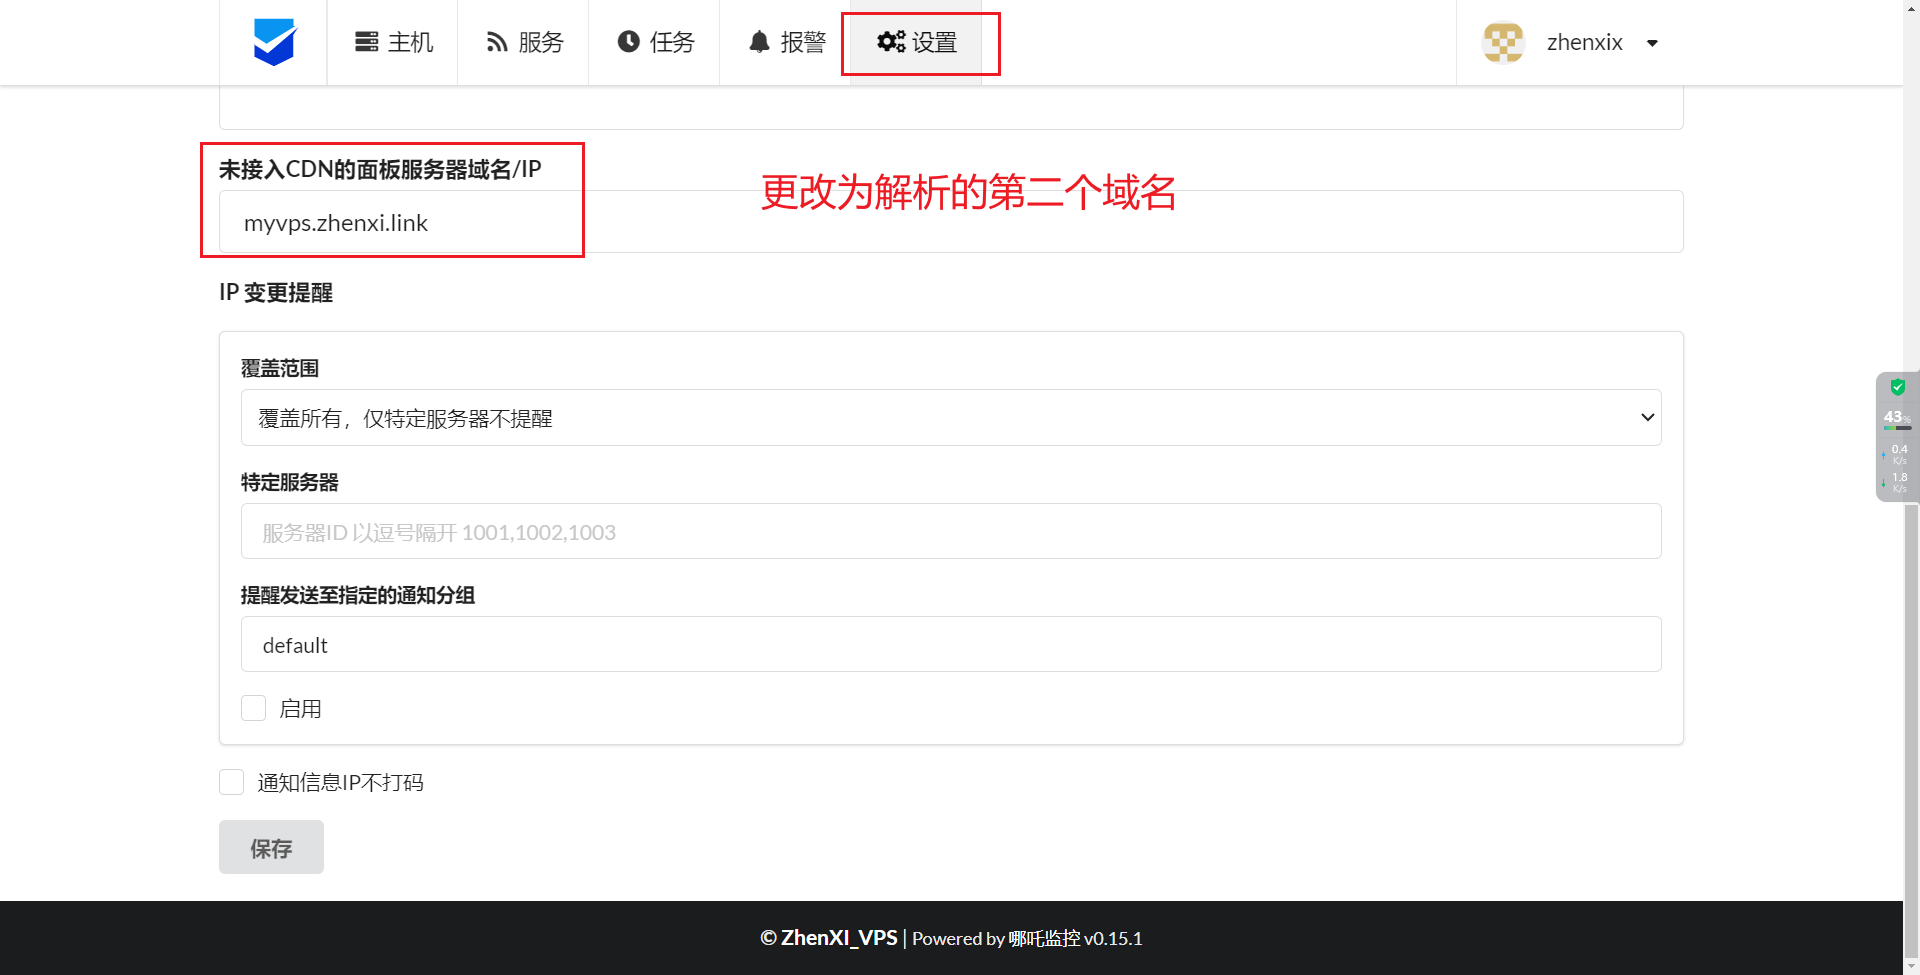 主机 服务 任务 报警 设置 zhenxix
未接入CDN的面板服务器域名/IP
更改为解析的第二个域名
myvps.zhenxi.link
IP 变更提醒
覆盖范围
覆盖所有，仅特定服务器不提醒
特定服务器
服务器ID 以逗号隔开 1001,1002,1003
提醒发送至指定的通知分组
default
启用
通知信息IP不打码
保存
43%
0.4
K/s
1.8
K/s
© ZhenXI_VPS | Powered by 哪吒监控 v0.15.1